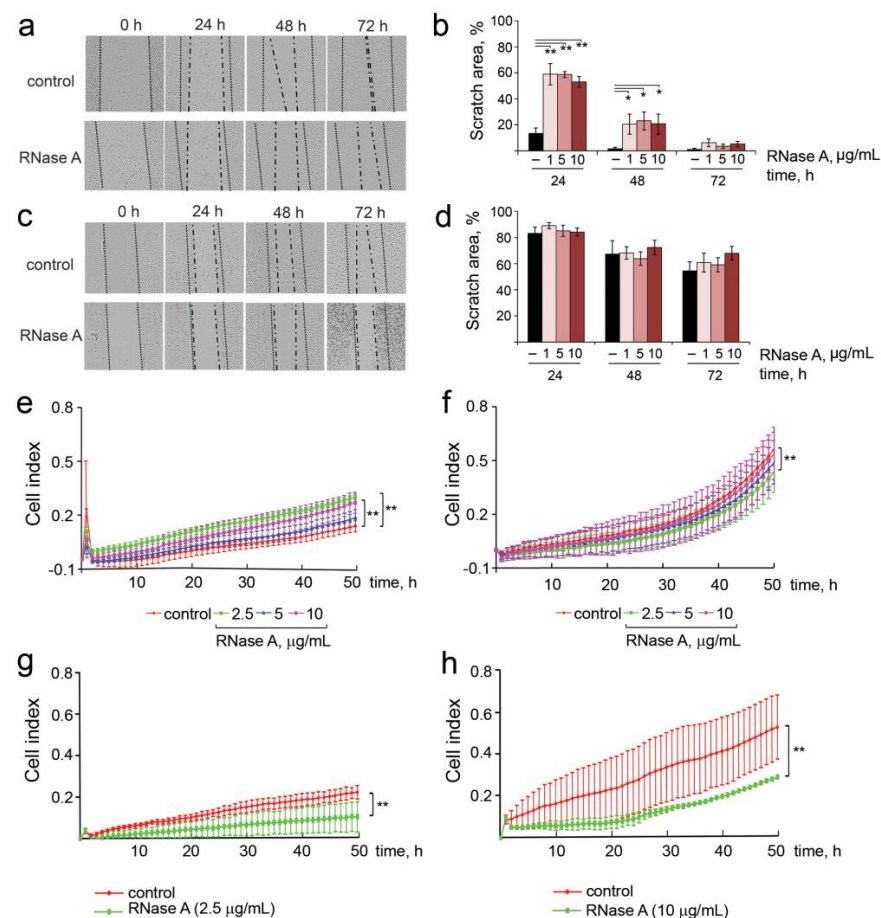 a
0 h 24 h 48 h 72 h
control
RNase A
b
Scratch area, %
100
80
60
40
20
0
** ** **
* * *
– 1 5 10 – 1 5 10 – 1 5 10 RNase A, µg/mL
24 48 72 time, h
c
0 h 24 h 48 h 72 h
control
RNase A
d
Scratch area, %
100
80
60
40
20
0
– 1 5 10 – 1 5 10 – 1 5 10 RNase A, µg/mL
24 48 72 time, h
e
Cell index
0.8
0.5
0.2
-0.1
**
**
10 20 30 40 50 time, h
control 2.5 5 10
RNase A, µg/mL
f
Cell index
0.8
0.5
0.2
-0.1
**
10 20 30 40 50 time, h
control 2.5 5 10
RNase A, µg/mL
g
Cell index
0.8
0.6
0.4
0.2
**
10 20 30 40 50 time, h
control
RNase A (2.5 µg/mL)
h
Cell index
0.8
0.6
0.4
0.2
**
10 20 30 40 50 time, h
control
RNase A (10 µg/mL)